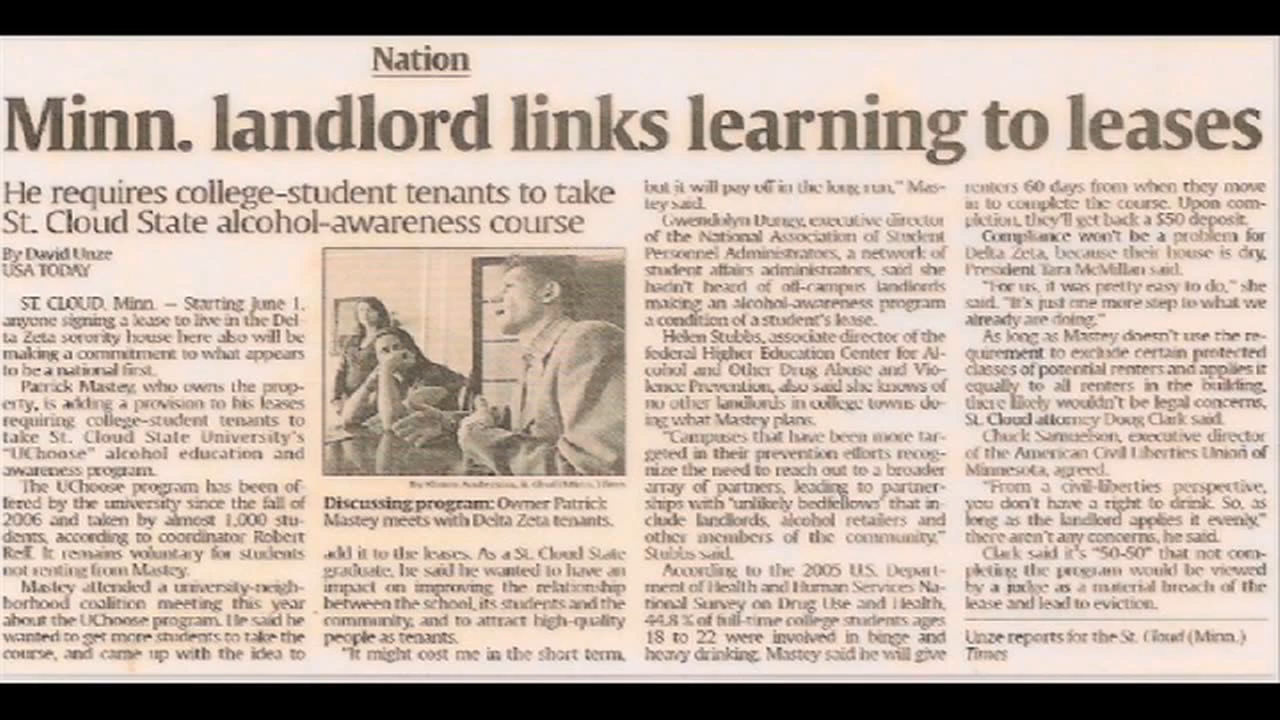 Nation
Minn. landlord links learning to leases
He requires college-student tenants to take
St. Cloud State alcohol-awareness course
By David Unze
USA TODAY
ST. CLOUD, Minn. — Starting June 1,
anyone signing a lease to live in the Del-
ta Zeta sorority house here also will be
making a commitment to what appears
to be a national first.
Patrick Mastey, who owns the prop-
erty, is adding a provision to his leases
requiring college-student tenants to
take St. Cloud State University's
"UChoose" alcohol education and
awareness program.
The UChoose program has been of-
fered by the university since the fall of
2006 and taken by almost 1,000 stu-
dents, according to coordinator Robert
Reff. It remains voluntary for students
not renting from Mastey.
Mastey attended a university-neigh-
borhood coalition meeting this year
about the UChoose program. He said he
wanted to get more students to take the
course, and came up with the idea to
Discussing program: Owner Patrick
Mastey meets with Delta Zeta tenants.
add it to the leases. As a St. Cloud State
graduate, he said he wanted to have an
impact on improving the relationship
between the school, its students and the
community, and to attract high-quality
people as tenants.
"It might cost me in the short term,
but it will pay off in the long run," Mas-
tey said.
Gwendolyn Dungy, executive director
of the National Association of Student
Personnel Administrators, a network of
student affairs administrators, said she
hadn't heard of off-campus landlords
making an alcohol-awareness program
a condition of a student's lease.
Helen Stubbs, associate director of the
federal Higher Education Center for Al-
cohol and Other Drug Abuse and Vio-
lence Prevention, also said she knows of
no other landlords in college towns do-
ing what Mastey plans.
"Campuses that have been more tar-
geted in their prevention efforts recog-
nize the need to reach out to a broader
array of partners, leading to partner-
ships with 'unlikely bedfellows' that in-
clude landlords, alcohol retailers and
other members of the community,"
Stubbs said.
According to the 2005 U.S. Depart-
ment of Health and Human Services Na-
tional Survey on Drug Use and Health,
44.8% of full-time college students ages
18 to 22 were involved in binge and
heavy drinking. Mastey said he will give
renters 60 days from when they move
in to complete the course. Upon com-
pletion, they'll get back a $50 deposit.
Compliance won't be a problem for
Delta Zeta, because their house is dry,
President Tara McMillan said.
"For us, it was pretty easy to do," she
said. "It's just one more step to what we
already are doing."
As long as Mastey doesn't use the re-
quirement to exclude certain protected
classes of potential renters and applies it
equally to all renters in the building,
there likely wouldn't be legal concerns,
St. Cloud attorney Doug Clark said.
Chuck Samuelson, executive director
of the American Civil Liberties Union of
Minnesota, agreed.
"From a civil-liberties perspective,
you don't have a right to drink. So, as
long as the landlord applies it evenly,"
there aren't any concerns, he said.
Clark said it's "50-50" that not com-
pleting the program would be viewed
by a judge as a material breach of the
lease and lead to eviction.
Unze reports for the St. Cloud (Minn.)
Times